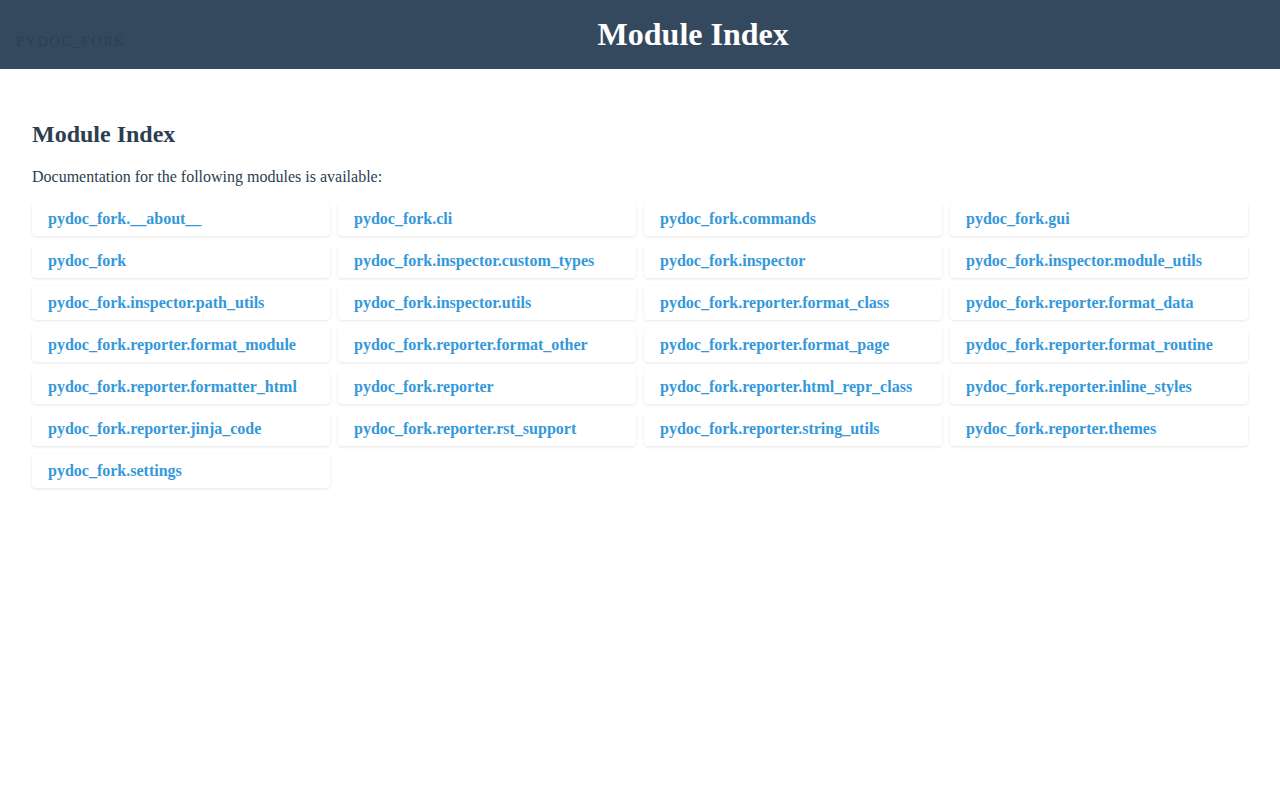 PYDOC_FORK
Module Index
Module Index
Documentation for the following modules is available:
pydoc_fork.__about__ pydoc_fork.cli pydoc_fork.commands pydoc_fork.gui
pydoc_fork pydoc_fork.inspector.custom_types pydoc_fork.inspector pydoc_fork.inspector.module_utils
pydoc_fork.inspector.path_utils pydoc_fork.inspector.utils pydoc_fork.reporter.format_class pydoc_fork.reporter.format_data
pydoc_fork.reporter.format_module pydoc_fork.reporter.format_other pydoc_fork.reporter.format_page pydoc_fork.reporter.format_routine
pydoc_fork.reporter.formatter_html pydoc_fork.reporter pydoc_fork.reporter.html_repr_class pydoc_fork.reporter.inline_styles
pydoc_fork.reporter.jinja_code pydoc_fork.reporter.rst_support pydoc_fork.reporter.string_utils pydoc_fork.reporter.themes
pydoc_fork.settings